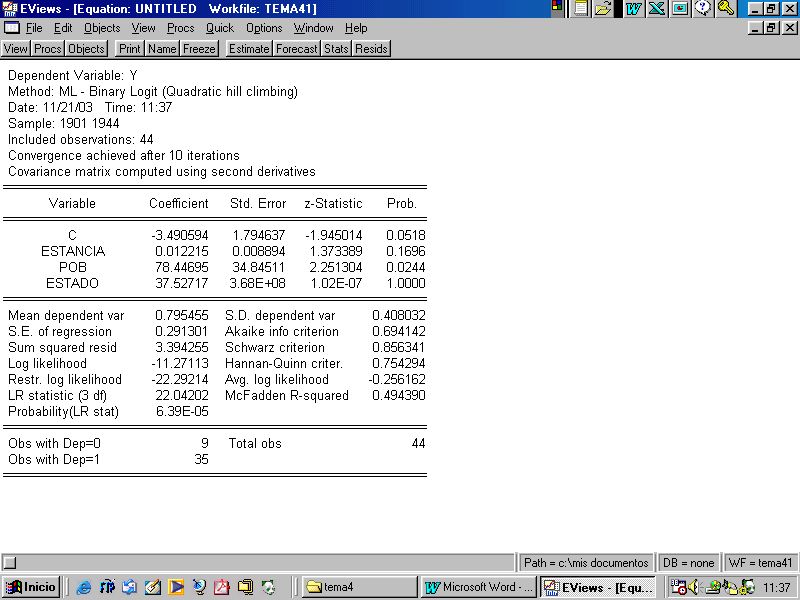 EViews - [Equation: UNTITLED   Workfile: TEMA41]
File Edit Objects View Procs Quick Options Window Help
View Procs Objects Print Name Freeze Estimate Forecast Stats Resids
Dependent Variable: Y
Method: ML - Binary Logit (Quadratic hill climbing)
Date: 11/21/03   Time: 11:37
Sample: 1901 1944
Included observations: 44
Convergence achieved after 10 iterations
Covariance matrix computed using second derivatives
Variable Coefficient Std. Error z-Statistic Prob.
C -3.490594 1.794637 -1.945014 0.0518
ESTANCIA 0.012215 0.008894 1.373389 0.1696
POB 78.44695 34.84511 2.251304 0.0244
ESTADO 37.52717 3.68E+08 1.02E-07 1.0000
Mean dependent var 0.795455 S.D. dependent var 0.408032
S.E. of regression 0.291301 Akaike info criterion 0.694142
Sum squared resid 3.394255 Schwarz criterion 0.856341
Log likelihood -11.27113 Hannan-Quinn criter. 0.754294
Restr. log likelihood -22.29214 Avg. log likelihood -0.256162
LR statistic (3 df) 22.04202 McFadden R-squared 0.494390
Probability(LR stat) 6.39E-05
Obs with Dep=0 9 Total obs 44
Obs with Dep=1 35
Path = c:\mis documentos DB = none WF = tema41
Inicio tema4 Microsoft Word - ... EViews - [Equ... 11:37